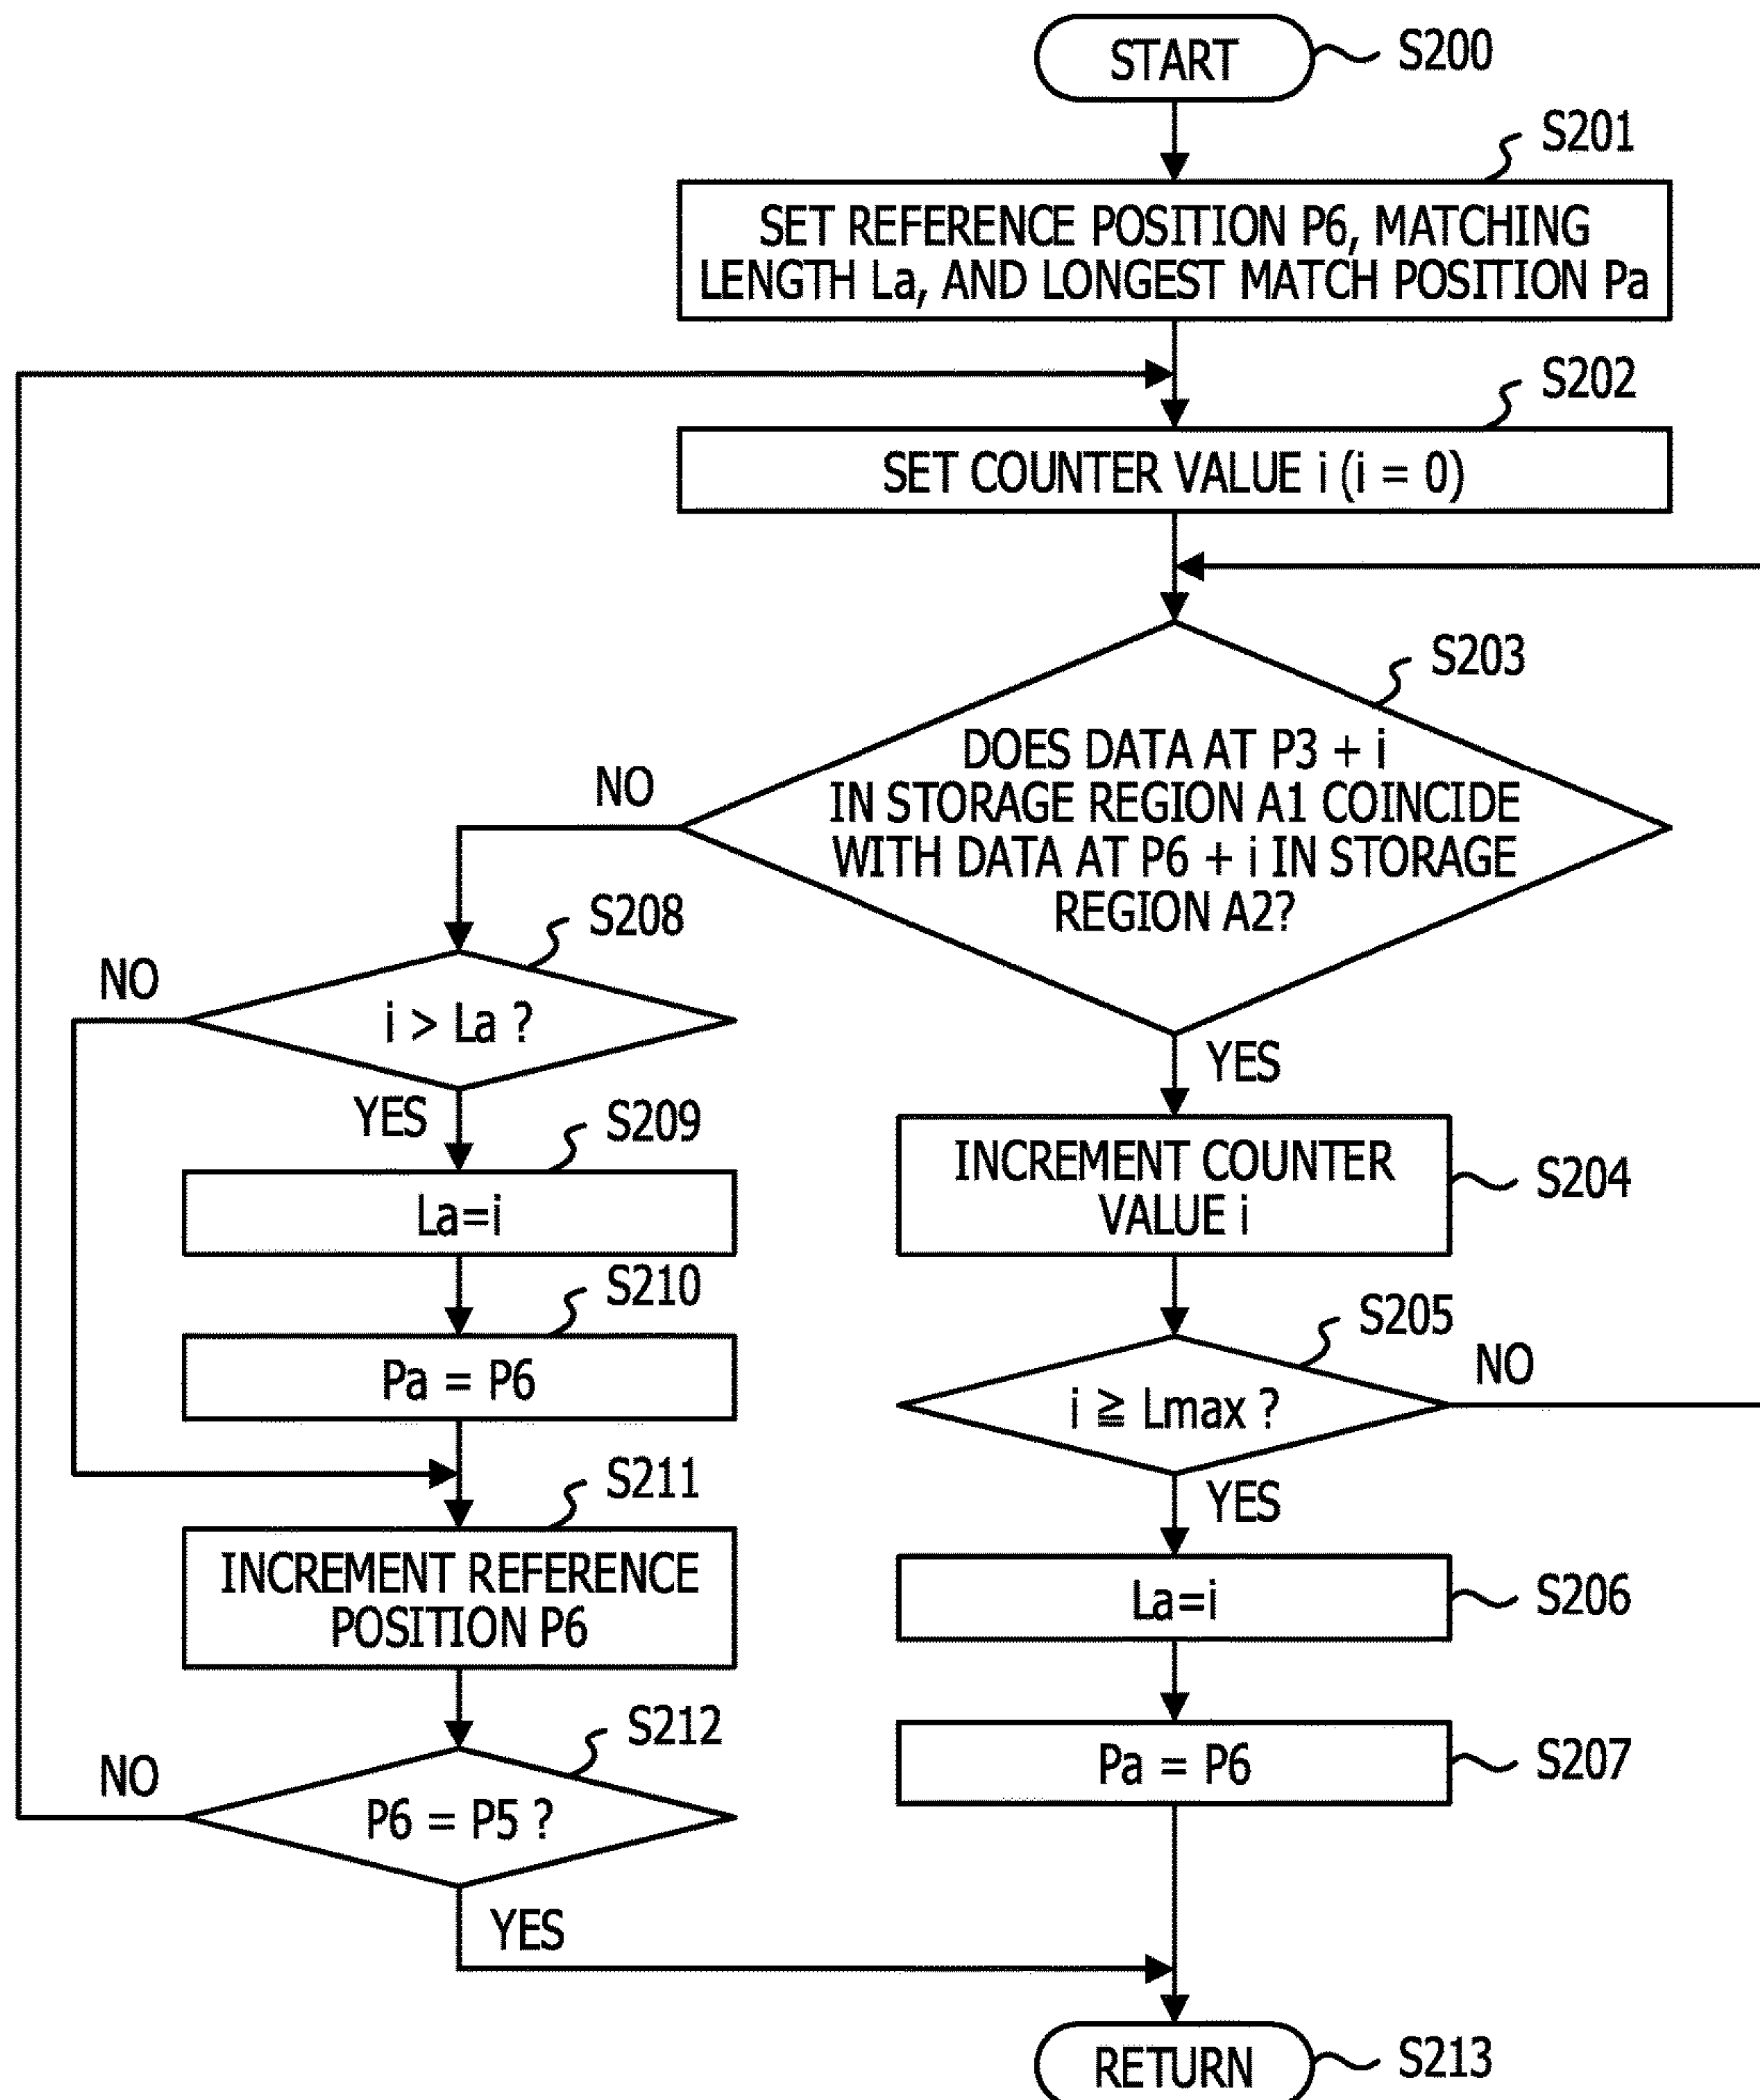 START
S200
S201
SET REFERENCE POSITION P6, MATCHING
LENGTH La, AND LONGEST MATCH POSITION Pa
S202
SET COUNTER VALUE i (i = 0)
S203
DOES DATA AT P3 + i
IN STORAGE REGION A1 COINCIDE
WITH DATA AT P6 + i IN STORAGE
REGION A2?
NO
YES
S208
i > La ?
NO
YES
S209
La=i
S210
Pa = P6
S211
INCREMENT REFERENCE
POSITION P6
S212
P6 = P5 ?
NO
YES
INCREMENT COUNTER
VALUE i
S204
S205
i ≧ Lmax ?
NO
YES
La=i
S206
Pa = P6
S207
RETURN
S213